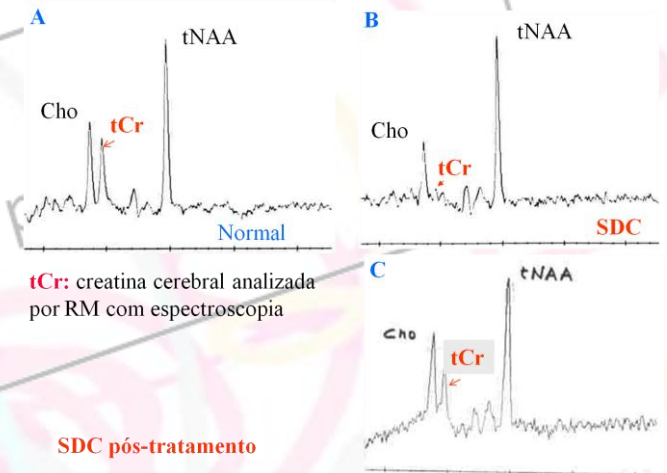 A
tNAA
Cho
tCr
Normal
B
tNAA
Cho
tCr
SDC
tCr: creatina cerebral analizada
por RM com espectroscopia
C
tNAA
Cho
tCr
SDC pós-tratamento